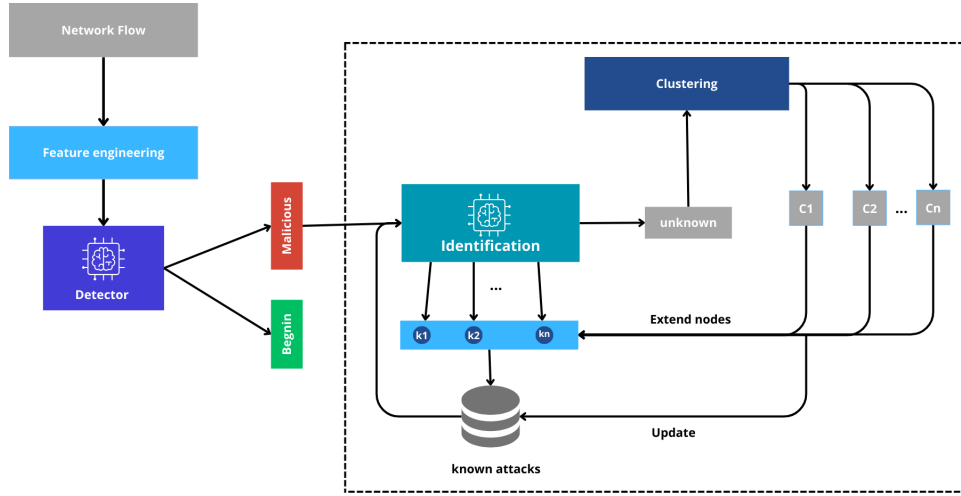 Network Flow
Feature engineering
Detector
Malicious
Begnin
Identification
...
k1 k2 kn
known attacks
unknown
Clustering
C1 C2 ... Cn
Extend nodes
Update